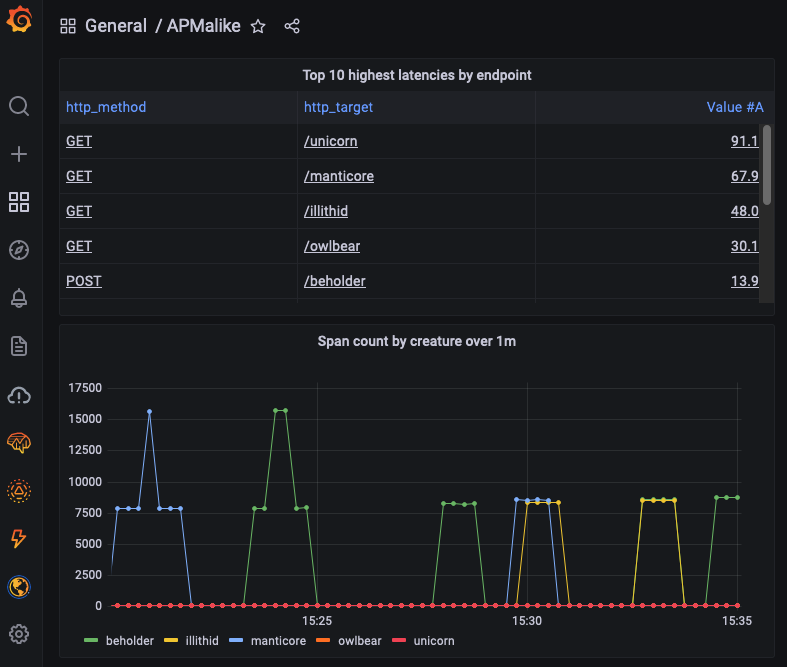 General / APMalike
Top 10 highest latencies by endpoint
http_method http_target Value #A
GET /unicorn 91.1
GET /manticore 67.9
GET /illithid 48.0
GET /owlbear 30.1
POST /beholder 13.9
Span count by creature over 1m
17500
15000
12500
10000
7500
5000
2500
0
15:25 15:30 15:35
beholder illithid manticore owlbear unicorn